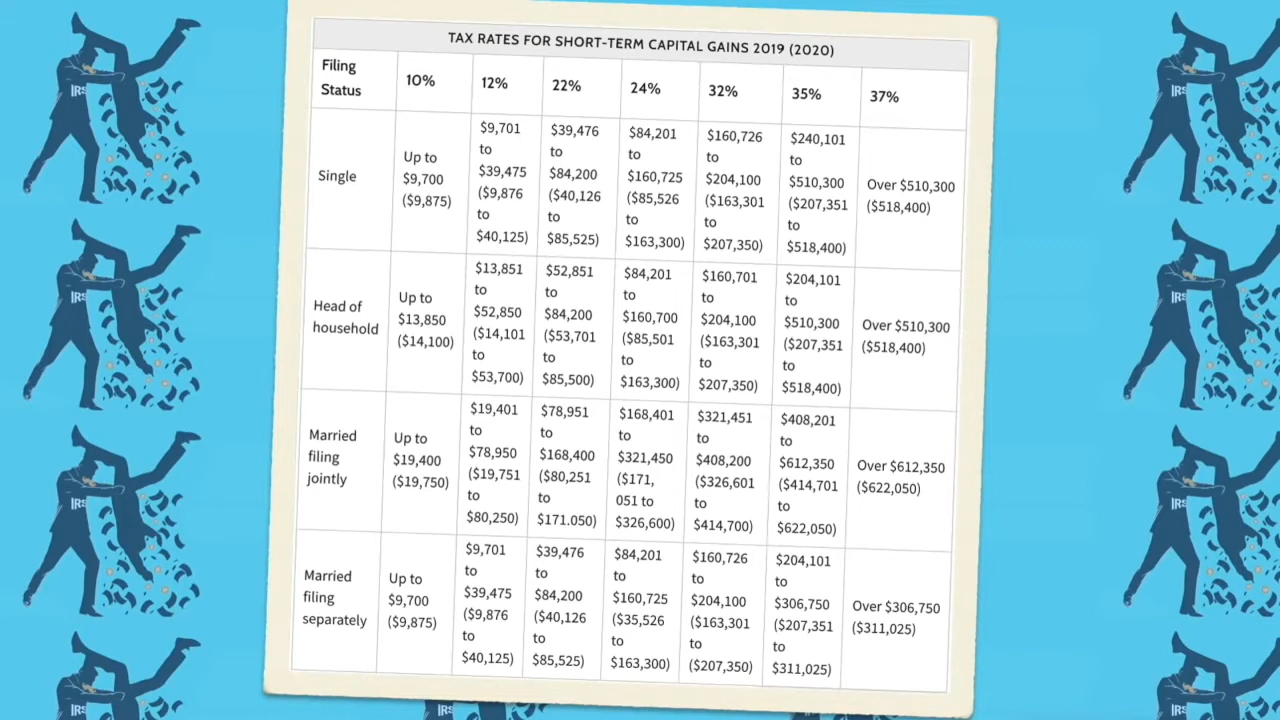 TAX RATES FOR SHORT-TERM CAPITAL GAINS 2019 (2020)
Filing
Status
10%
12%
22%
24%
32%
35%
37%
Single
Up to
$9,700
($9,875)
$9,701
to
$39,475
($9,876
to
$40,125)
$39,476
to
$84,200
($40,126
to
$85,525)
$84,201
to
$160,725
($85,526
to
$163,300)
$160,726
to
$204,100
($163,301
to
$207,350)
$240,101
to
$510,300
($207,351
to
$518,400)
Over $510,300
($518,400)
Head of
household
Up to
$13,850
($14,100)
$13,851
to
$52,850
($14,101
to
$53,700)
$52,851
to
$84,200
($53,701
to
$85,500)
$84,201
to
$160,700
($85,501
to
$163,300)
$160,701
to
$204,100
($163,301
to
$207,350)
$204,101
to
$510,300
($207,351
to
$518,400)
Over $510,300
($518,400)
Married
filing
jointly
Up to
$19,400
($19,750)
$19,401
to
$78,950
($19,751
to
$80,250)
$78,951
to
$168,400
($80,251
to
$171.050)
$168,401
to
$321,450
($171,
051 to
$326,600)
$321,451
to
$408,200
($326,601
to
$414,700)
$408,201
to
$612,350
($414,701
to
$622,050)
Over $612,350
($622,050)
Married
filing
separately
Up to
$9,700
($9,875)
$9,701
to
$39,475
($9,876
to
$40,125)
$39,476
to
$84,200
($40,126
to
$85,525)
$84,201
to
$160,725
($35,526
to
$163,300)
$160,726
to
$204,100
($163,301
to
($207,350)
$204,101
to
$306,750
($207,351
to
$311,025)
Over $306,750
($311,025)
IRS
IRS
IRS
IRS
IRS
IRS
IRS
IRS
IRS